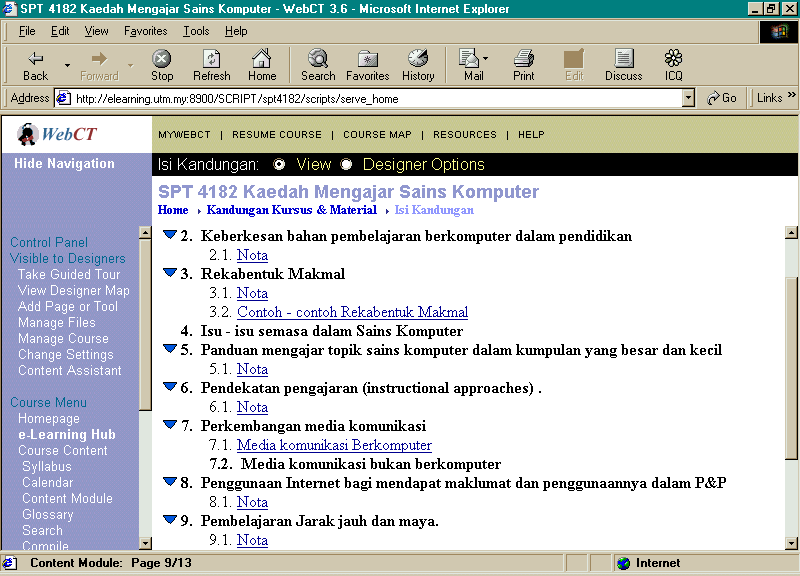 SPT 4182 Kaedah Mengajar Sains Komputer - WebCT 3.6 - Microsoft Internet Explorer
File Edit View Favorites Tools Help
Back Forward Stop Refresh Home Search Favorites History Mail Print Edit Discuss ICQ
Address http://elearning.utm.my:8900/SCRIPT/spt4182/scripts/serve_home Go Links »
WebCT
MYWEBCT | RESUME COURSE | COURSE MAP | RESOURCES | HELP
Hide Navigation
Isi Kandungan: View Designer Options
SPT 4182 Kaedah Mengajar Sains Komputer
Home › Kandungan Kursus & Material › Isi Kandungan
Control Panel
Visible to Designers
Take Guided Tour
View Designer Map
Add Page or Tool
Manage Files
Manage Course
Change Settings
Content Assistant
Course Menu
Homepage
e-Learning Hub
Course Content
Syllabus
Calendar
Content Module
Glossary
Search
Compile
2. Keberkesan bahan pembelajaran berkomputer dalam pendidikan
2.1. Nota
3. Rekabentuk Makmal
3.1. Nota
3.2. Contoh - contoh Rekabentuk Makmal
4. Isu - isu semasa dalam Sains Komputer
5. Panduan mengajar topik sains komputer dalam kumpulan yang besar dan kecil
5.1. Nota
6. Pendekatan pengajaran (instructional approaches) .
6.1. Nota
7. Perkembangan media komunikasi
7.1. Media komunikasi Berkomputer
7.2. Media komunikasi bukan berkomputer
8. Penggunaan Internet bagi mendapat maklumat dan penggunaannya dalam P&P
8.1. Nota
9. Pembelajaran Jarak jauh dan maya.
9.1. Nota
Content Module: Page 9/13
Internet